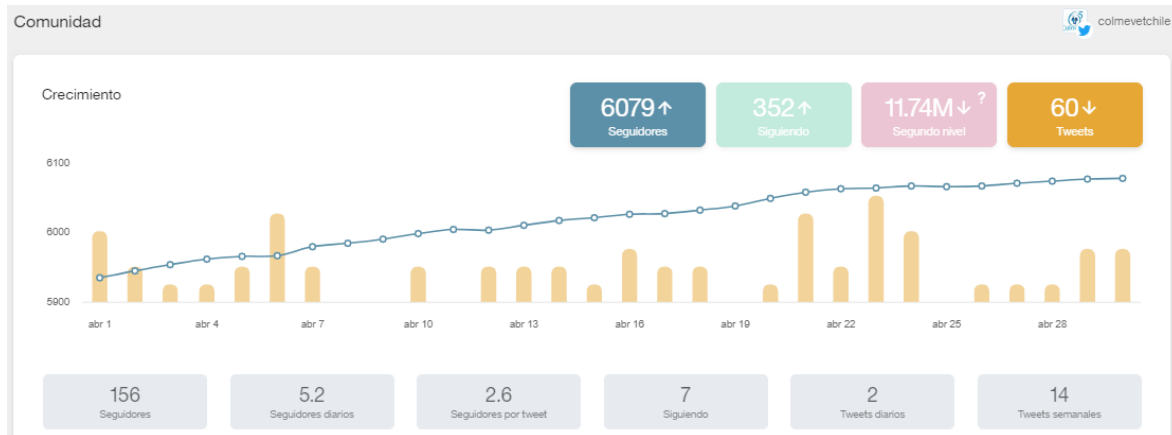 Comunidad
colmevetchile
Crecimiento
6079↑
Seguidores
352↑
Siguiendo
11.74M↓ ?
Segundo nivel
60↓
Tweets
6100
6000
5900
abr 1 abr 4 abr 7 abr 10 abr 13 abr 16 abr 19 abr 22 abr 25 abr 28
156
Seguidores
5.2
Seguidores diarios
2.6
Seguidores por tweet
7
Siguiendo
2
Tweets diarios
14
Tweets semanales